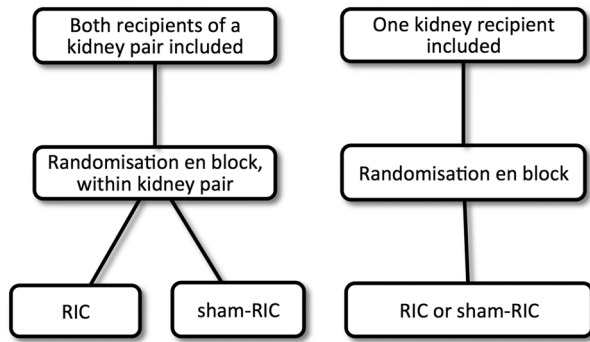 Both recipients of a
kidney pair included
Randomisation en block,
within kidney pair
RIC
sham-RIC
One kidney recipient
included
Randomisation en block
RIC or sham-RIC